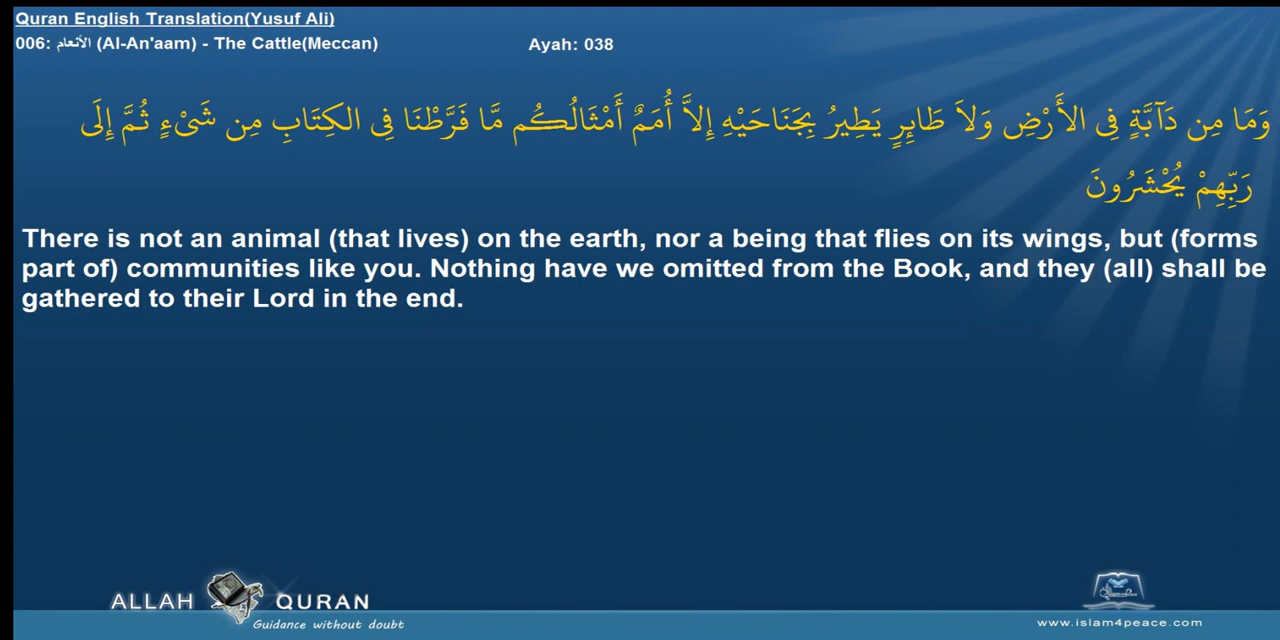 Quran English Translation(Yusuf Ali)
006: الأنعام (Al-An'aam) - The Cattle(Meccan) Ayah: 038
وَمَا مِن دَآبَّةٍ فِى الأَرْضِ وَلاَ طَائِرٍ يَطِيرُ بِجَنَاحَيْهِ إِلاَّ أُمَمٌ أَمْثَالُكُم مَّا فَرَّطْنَا فِى الكِتَابِ مِن شَىْءٍ ثُمَّ إِلَى
رَبِّهِمْ يُحْشَرُونَ
There is not an animal (that lives) on the earth, nor a being that flies on its wings, but (forms
part of) communities like you. Nothing have we omitted from the Book, and they (all) shall be
gathered to their Lord in the end.
ALLAH QURAN
Guidance without doubt
www.islam4peace.com